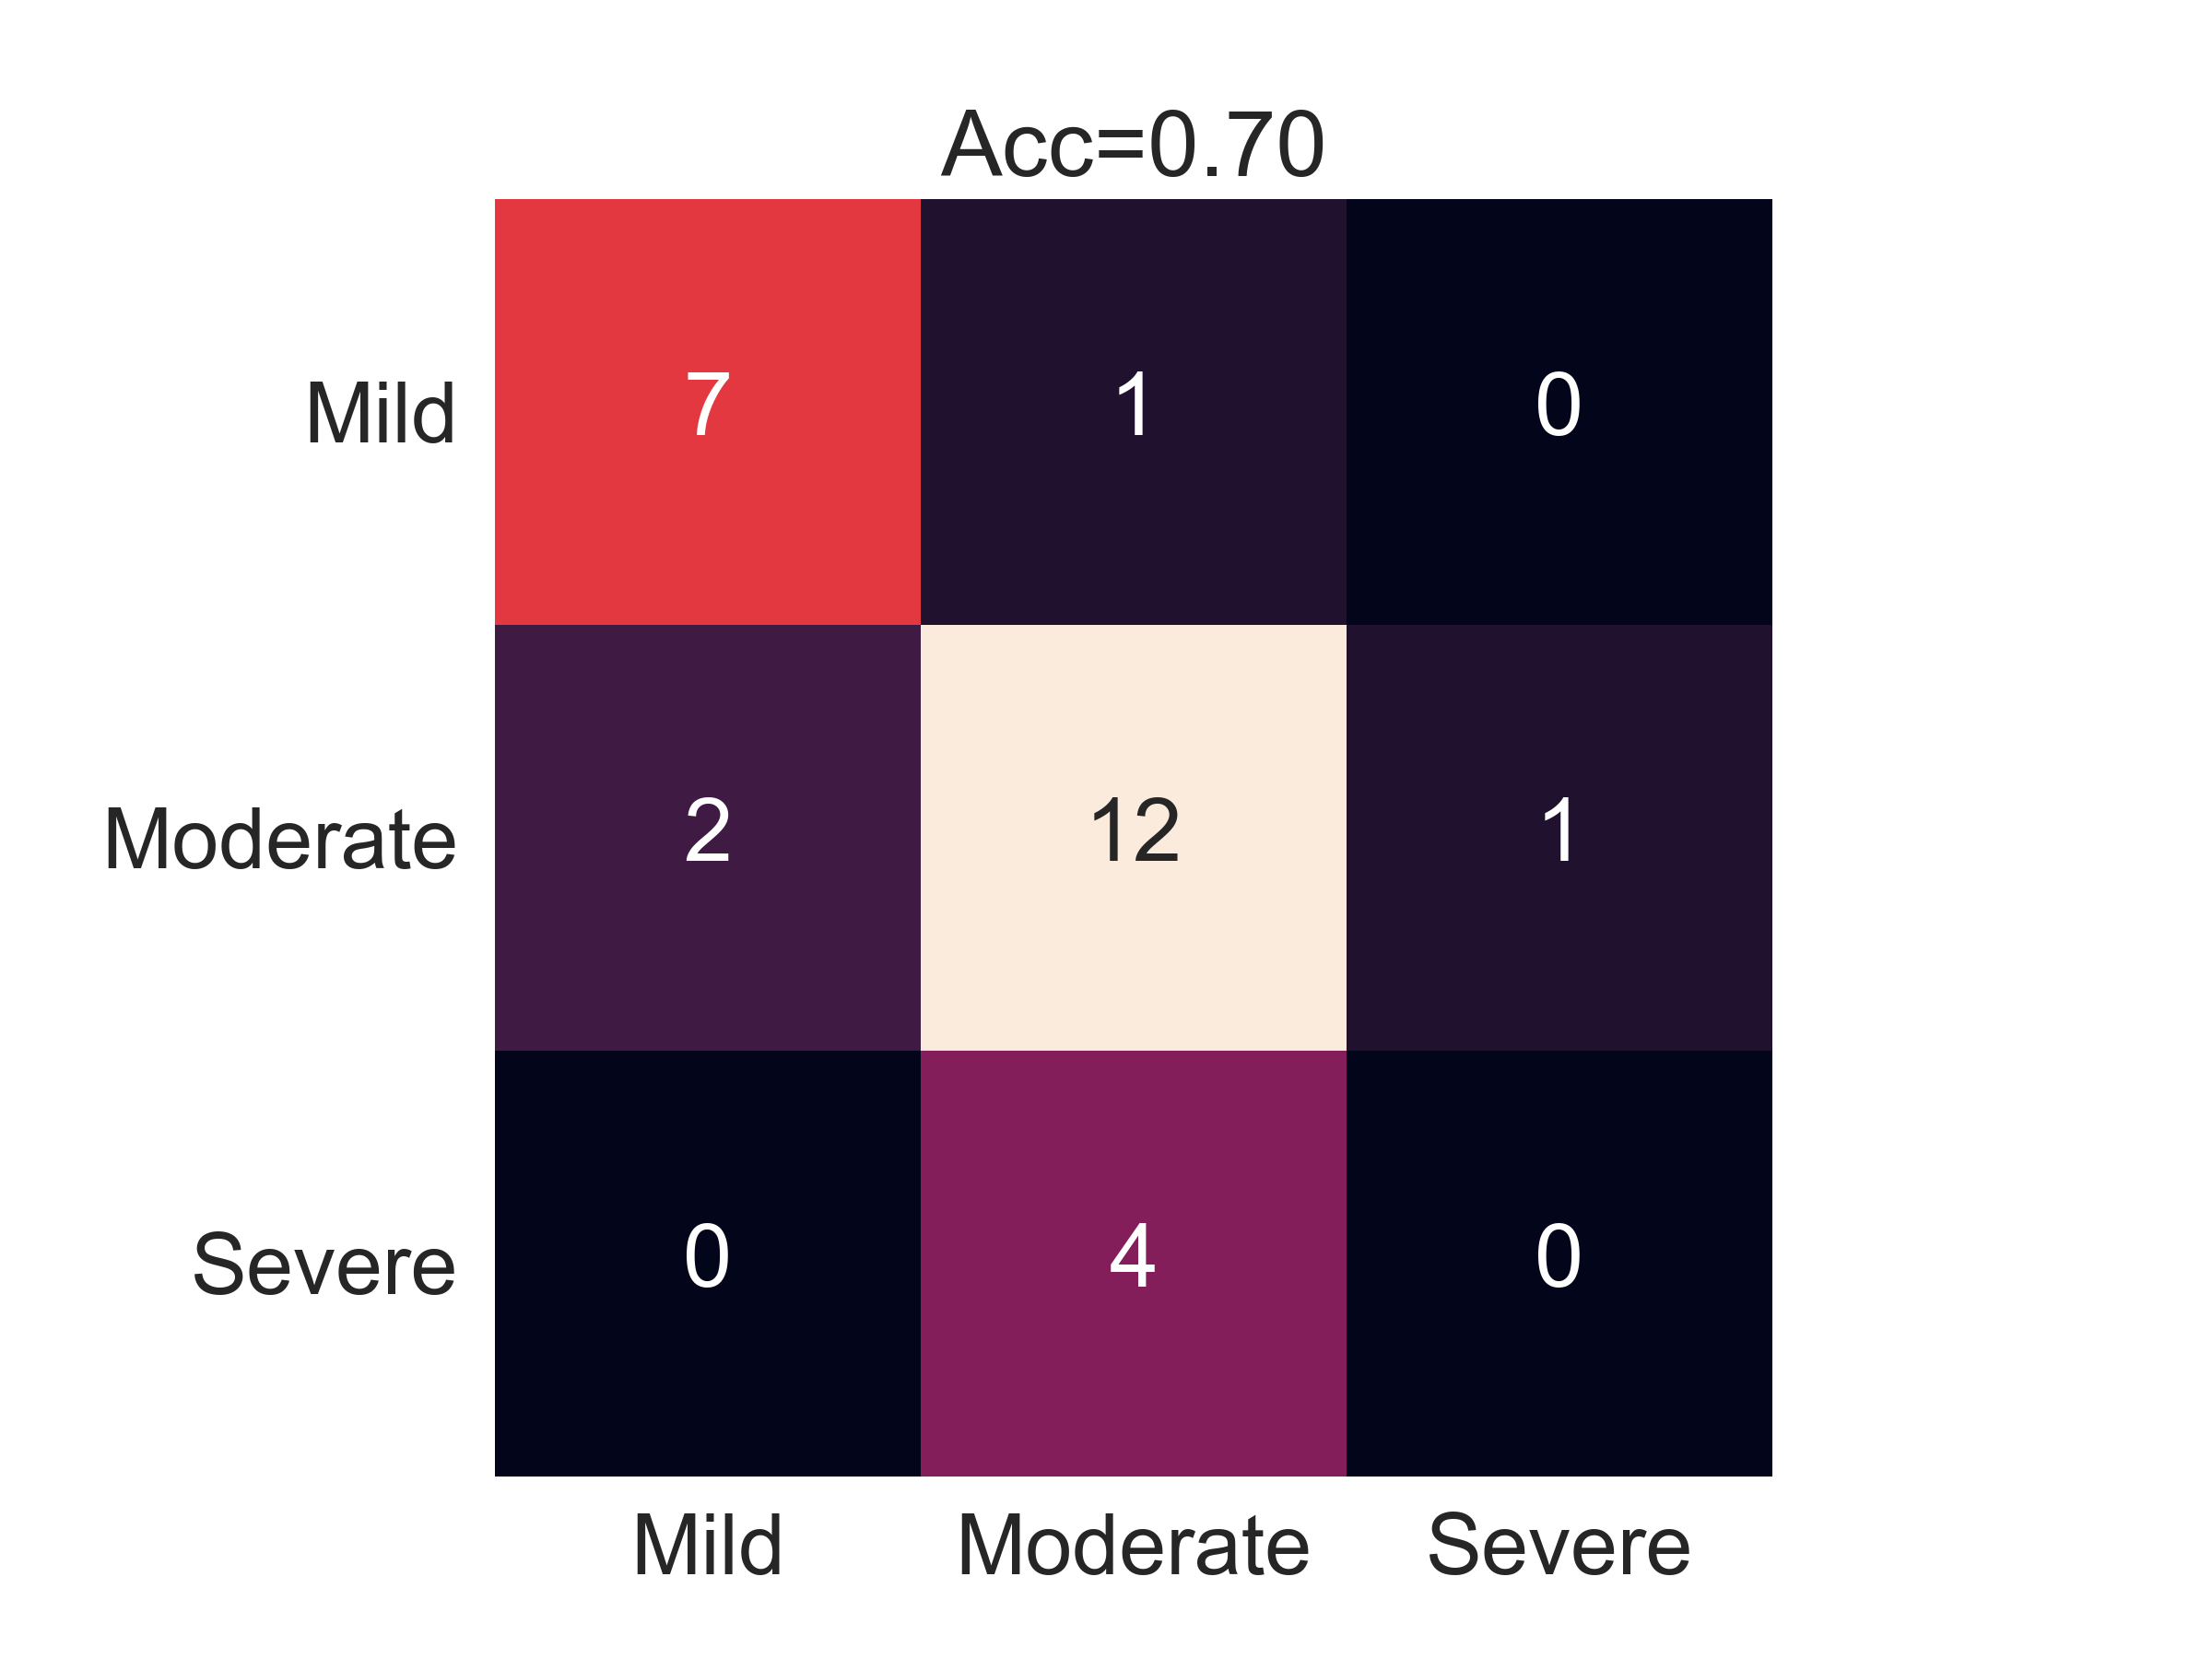 Acc=0.70
Mild 7 1 0
Moderate 2 12 1
Severe 0 4 0
Mild Moderate Severe